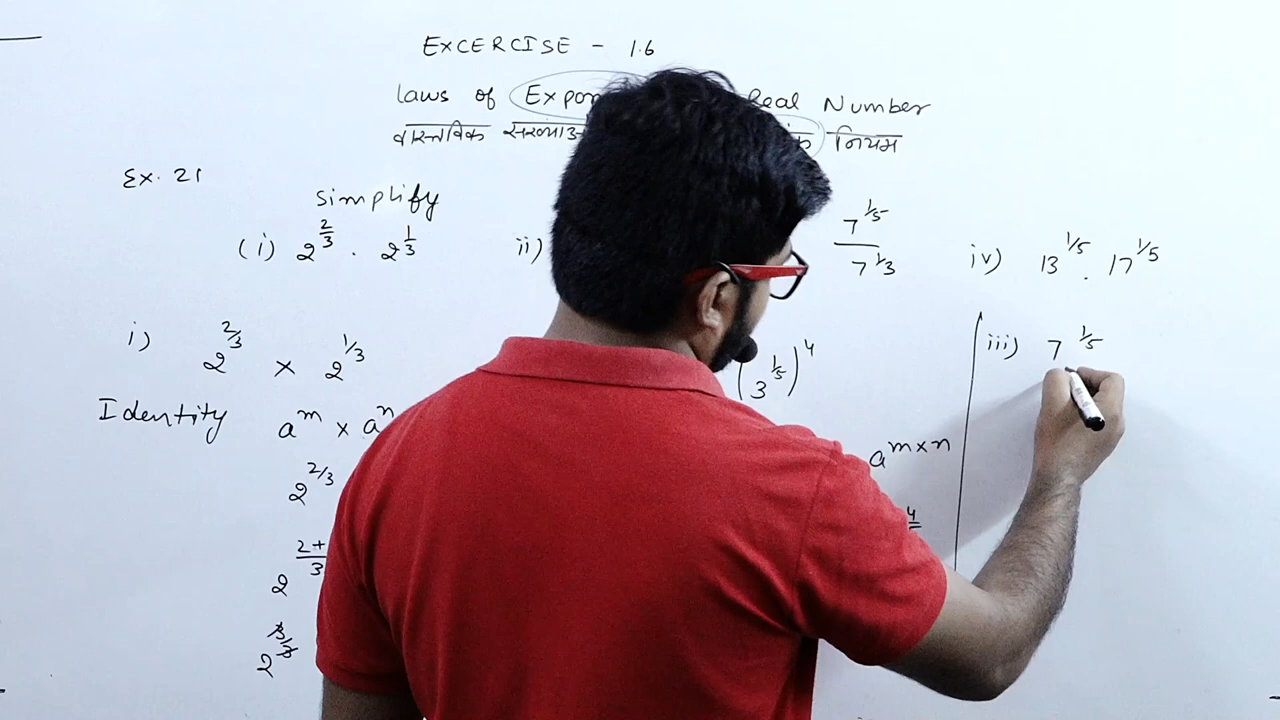 EXCERCISE - 1.6
Laws of Real Number
वास्तविक नियम
Ex. 21
Simplify
(i) 2^{2/3} . 2^{1/3} ii) 7^{1/5} / 7^{1/3} iv) 13^{1/5} . 17^{1/5}
i) 2^{2/3} × 2^{1/3} (3^{1/5})^4 iii) 7^{1/5}
Identity a^m × a^n a^{m×n}
2^{2/3}
2^{2+/3}
2^{3/3}